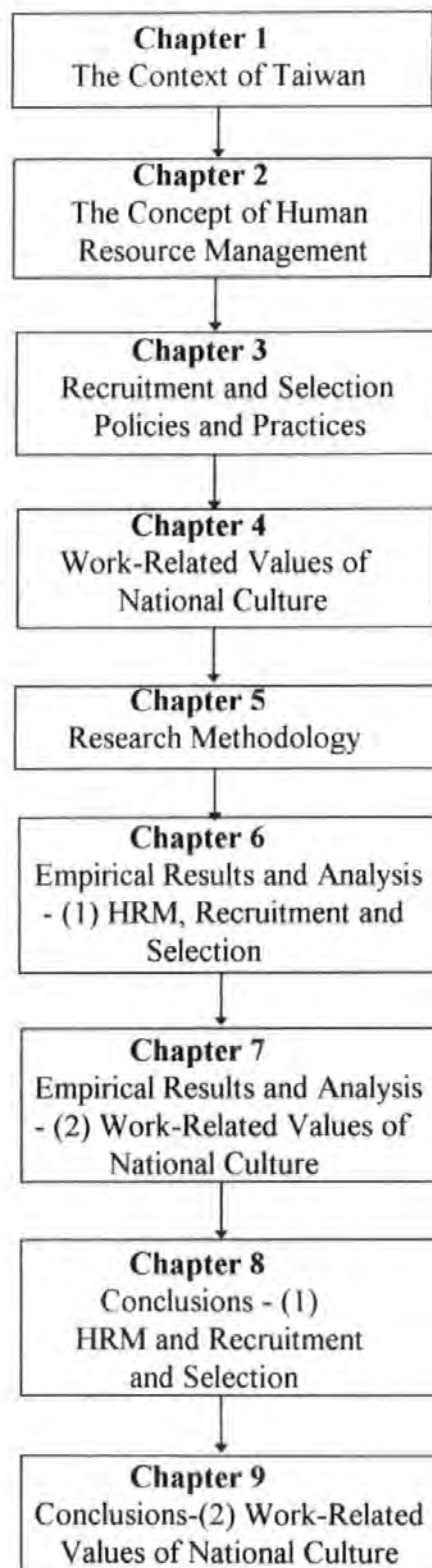 Chapter 1
The Context of Taiwan
Chapter 2
The Concept of Human
Resource Management
Chapter 3
Recruitment and Selection
Policies and Practices
Chapter 4
Work-Related Values of
National Culture
Chapter 5
Research Methodology
Chapter 6
Empirical Results and Analysis
- (1) HRM, Recruitment and
Selection
Chapter 7
Empirical Results and Analysis
- (2) Work-Related Values of
National Culture
Chapter 8
Conclusions - (1)
HRM and Recruitment
and Selection
Chapter 9
Conclusions-(2) Work-Related
Values of National Culture